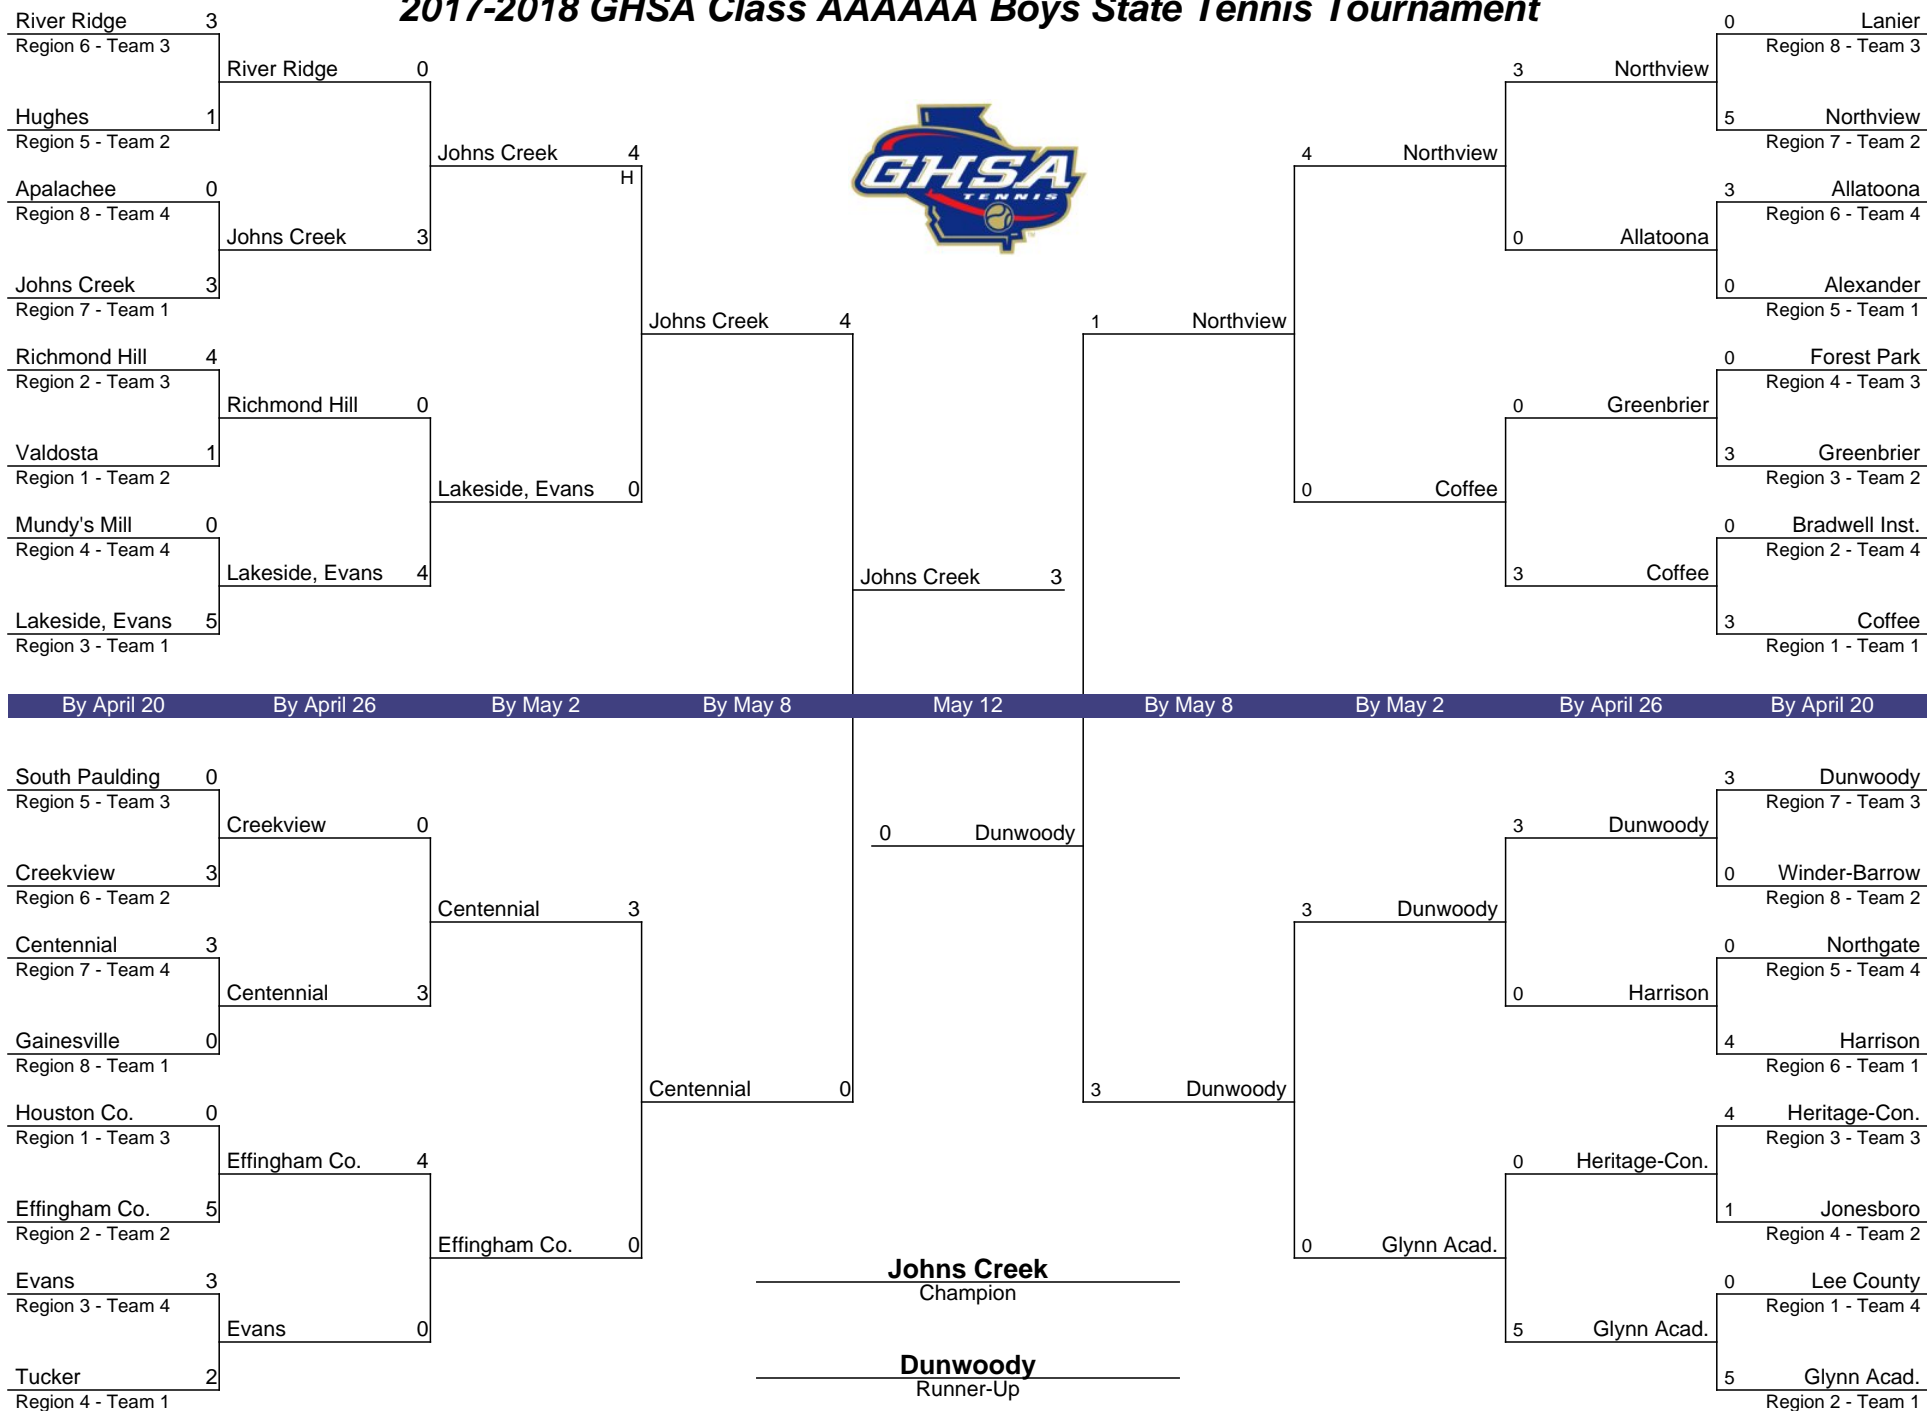 2017-2018 GHSA Class AAAAAA Boys State Tennis Tournament
River Ridge 3
Region 6 - Team 3
Hughes 1
Region 5 - Team 2
Apalachee 0
Region 8 - Team 4
Johns Creek 3
Region 7 - Team 1
Richmond Hill 4
Region 2 - Team 3
Valdosta 1
Region 1 - Team 2
Mundy's Mill 0
Region 4 - Team 4
Lakeside, Evans 5
Region 3 - Team 1
River Ridge 0
Johns Creek 3
Richmond Hill 0
Lakeside, Evans 4
Johns Creek 4
H
Lakeside, Evans 0
Johns Creek 4
Johns Creek 3
GHSA
TENNIS
1 Northview
4 Northview
0 Coffee
3 Northview
0 Allatoona
0 Greenbrier
3 Coffee
0 Lanier
Region 8 - Team 3
5 Northview
Region 7 - Team 2
3 Allatoona
Region 6 - Team 4
0 Alexander
Region 5 - Team 1
0 Forest Park
Region 4 - Team 3
3 Greenbrier
Region 3 - Team 2
0 Bradwell Inst.
Region 2 - Team 4
3 Coffee
Region 1 - Team 1
By April 20 By April 26 By May 2 By May 8 May 12 By May 8 By May 2 By April 26 By April 20
South Paulding 0
Region 5 - Team 3
Creekview 3
Region 6 - Team 2
Centennial 3
Region 7 - Team 4
Gainesville 0
Region 8 - Team 1
Houston Co. 0
Region 1 - Team 3
Effingham Co. 5
Region 2 - Team 2
Evans 3
Region 3 - Team 4
Tucker 2
Region 4 - Team 1
Creekview 0
Centennial 3
Effingham Co. 4
Evans 0
Centennial 3
Effingham Co. 0
Centennial 0
0 Dunwoody
3 Dunwoody
3 Dunwoody
0 Glynn Acad.
3 Dunwoody
0 Harrison
0 Heritage-Con.
5 Glynn Acad.
3 Dunwoody
Region 7 - Team 3
0 Winder-Barrow
Region 8 - Team 2
0 Northgate
Region 5 - Team 4
4 Harrison
Region 6 - Team 1
4 Heritage-Con.
Region 3 - Team 3
1 Jonesboro
Region 4 - Team 2
0 Lee County
Region 1 - Team 4
5 Glynn Acad.
Region 2 - Team 1
Johns Creek
Champion
Dunwoody
Runner-Up